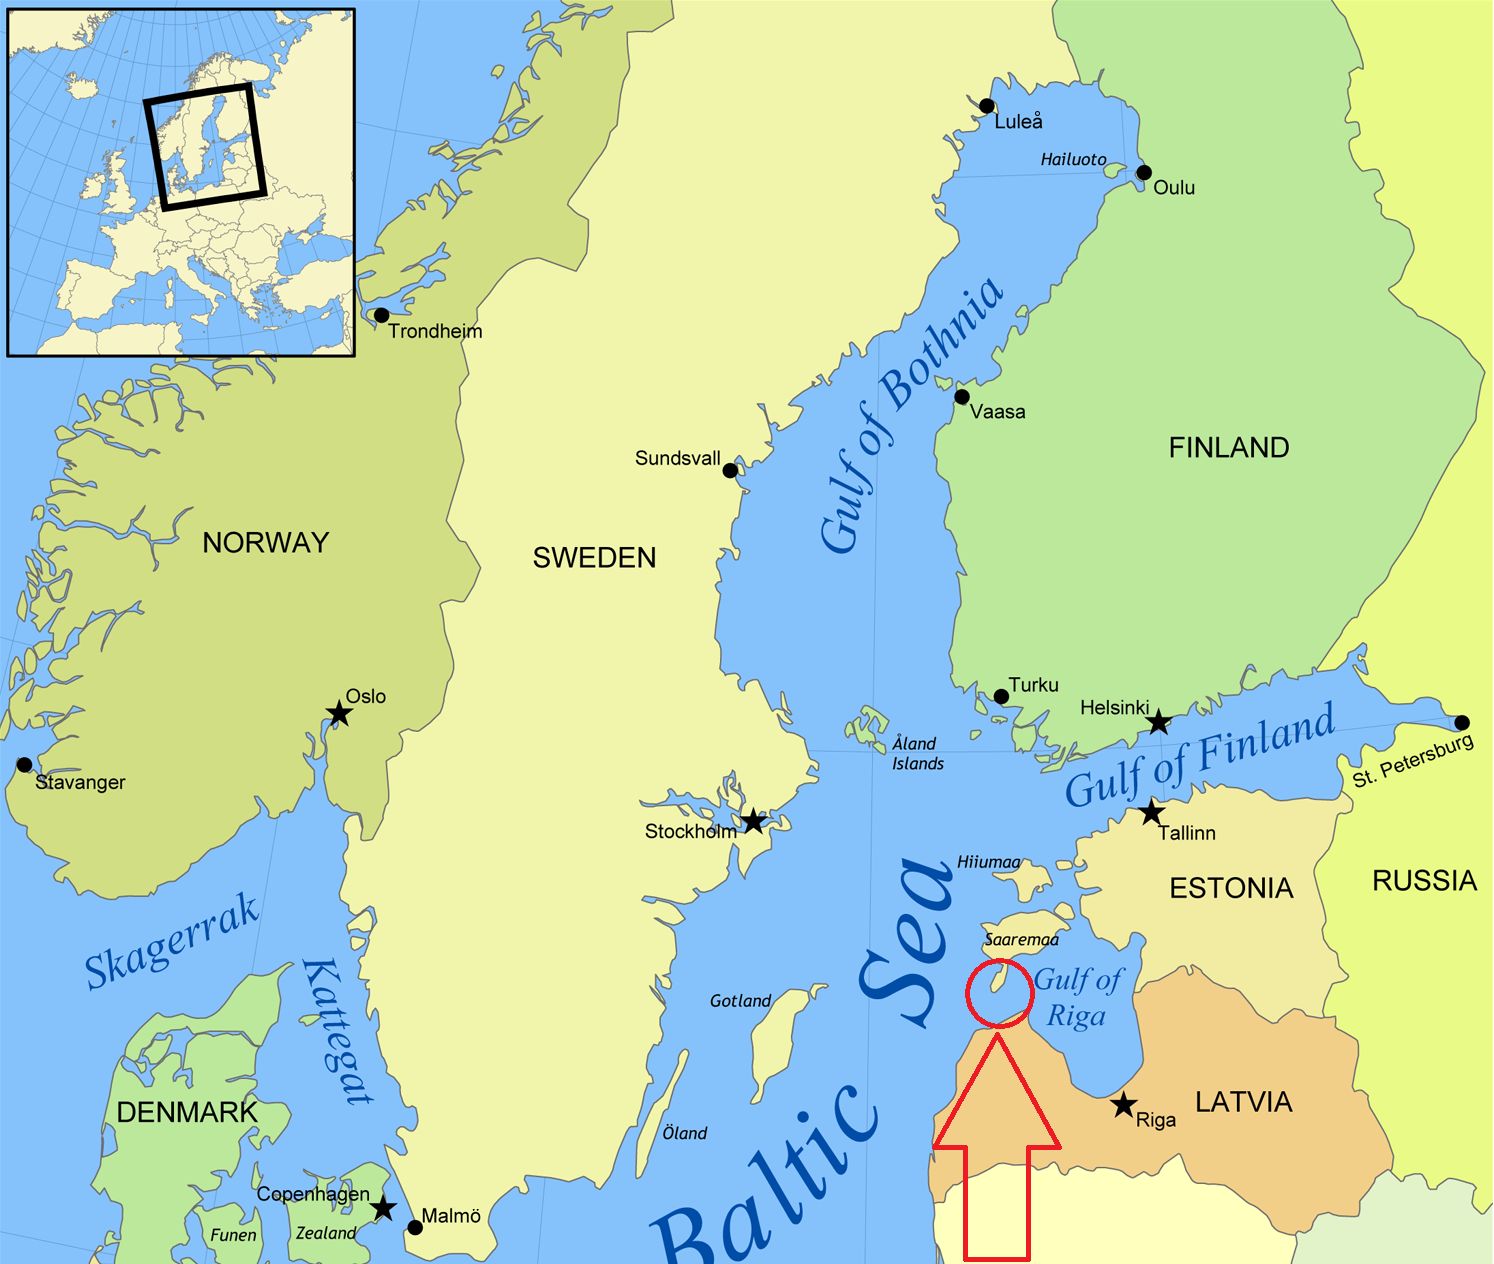 Luleå
Hailuoto
Oulu
Trondheim
Gulf of Bothnia
Vaasa
FINLAND
Sundsvall
NORWAY
SWEDEN
Oslo
Turku
Helsinki
Åland
Islands
Gulf of Finland
St. Petersburg
Stavanger
Stockholm
Tallinn
Hiiumaa
ESTONIA
RUSSIA
Skagerrak
Kattegat
Saaremaa
Gotland
Gulf of
Riga
Baltic Sea
DENMARK
LATVIA
Riga
Öland
Copenhagen
Malmö
Funen
Zealand